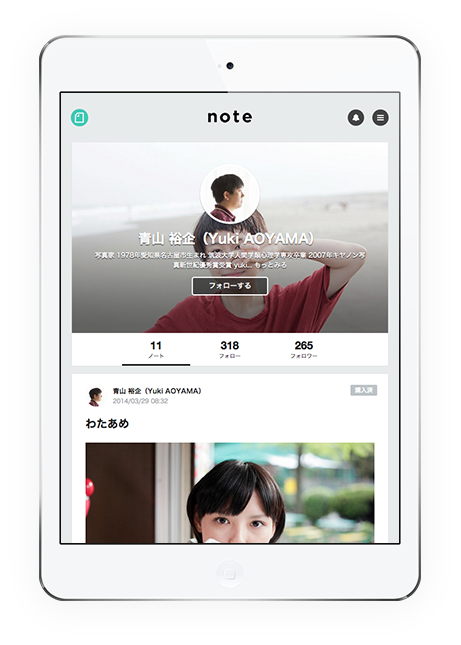 note
青山 裕企（Yuki AOYAMA）
写真家 1978年愛知県名古屋市生まれ 筑波大学人間学類心理学専攻卒業 2007年キヤノン写
真新世紀優秀賞受賞 yuki... もっとみる
フォローする
11 318 265
ノート フォロー フォロワー
青山 裕企（Yuki AOYAMA） 購入済
2014/03/29 08:32
わたあめ